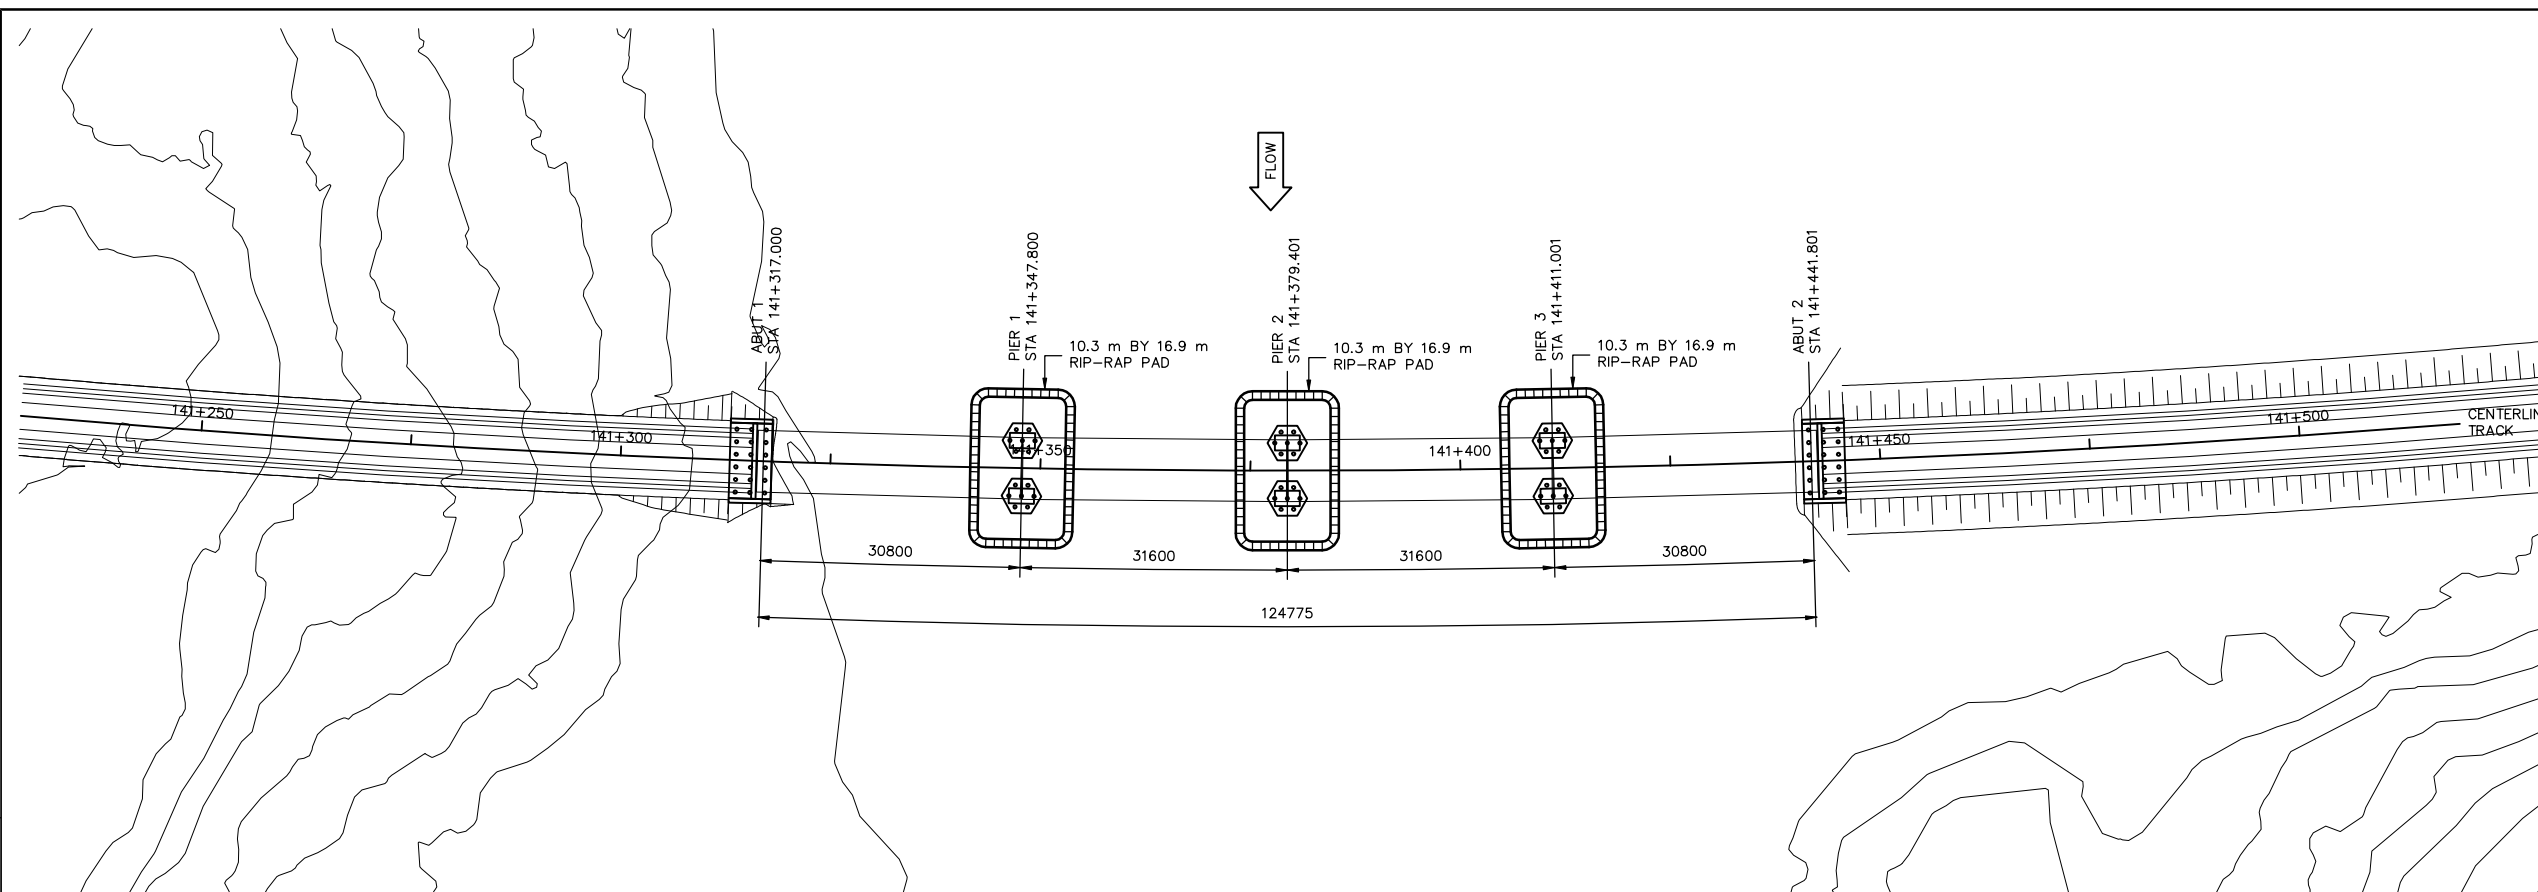 FLOW
ABUT 1
STA 141+317.000
PIER 1
STA 141+347.800
PIER 2
STA 141+379.401
PIER 3
STA 141+411.001
ABUT 2
STA 141+441.801
10.3 m BY 16.9 m
RIP-RAP PAD
10.3 m BY 16.9 m
RIP-RAP PAD
10.3 m BY 16.9 m
RIP-RAP PAD
141+250
141+300
141+350
141+400
141+450
141+500
CENTERLIN
TRACK
30800
31600
31600
30800
124775